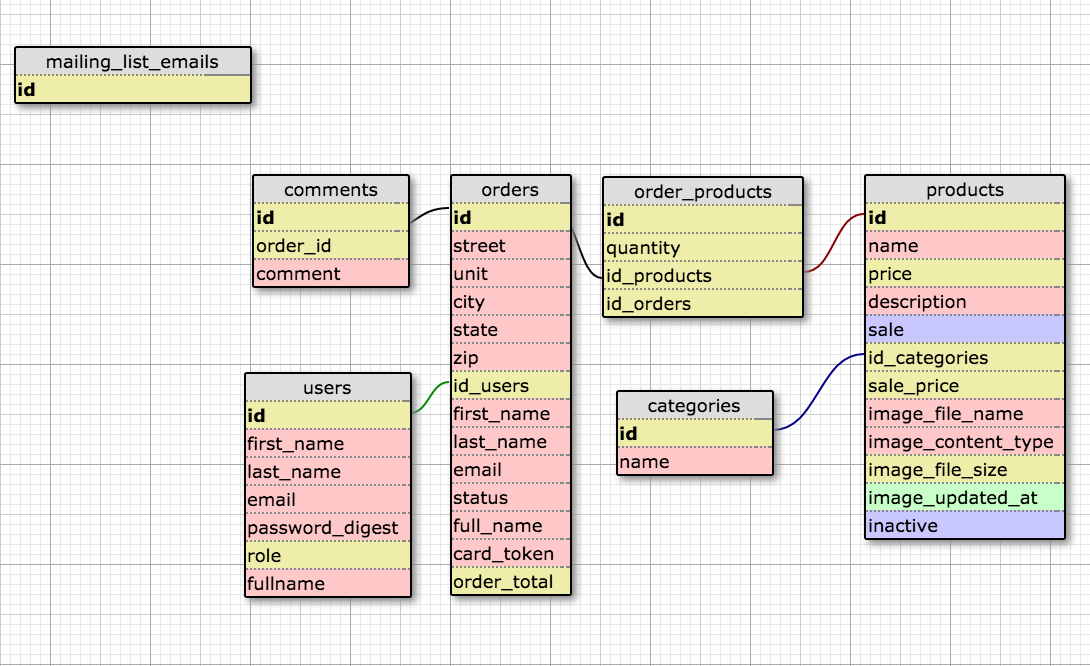 mailing_list_emails
id
comments
id
order_id
comment
orders
id
street
unit
city
state
zip
id_users
first_name
last_name
email
status
full_name
card_token
order_total
order_products
id
quantity
id_products
id_orders
products
id
name
price
description
sale
id_categories
sale_price
image_file_name
image_content_type
image_file_size
image_updated_at
inactive
users
id
first_name
last_name
email
password_digest
role
fullname
categories
id
name